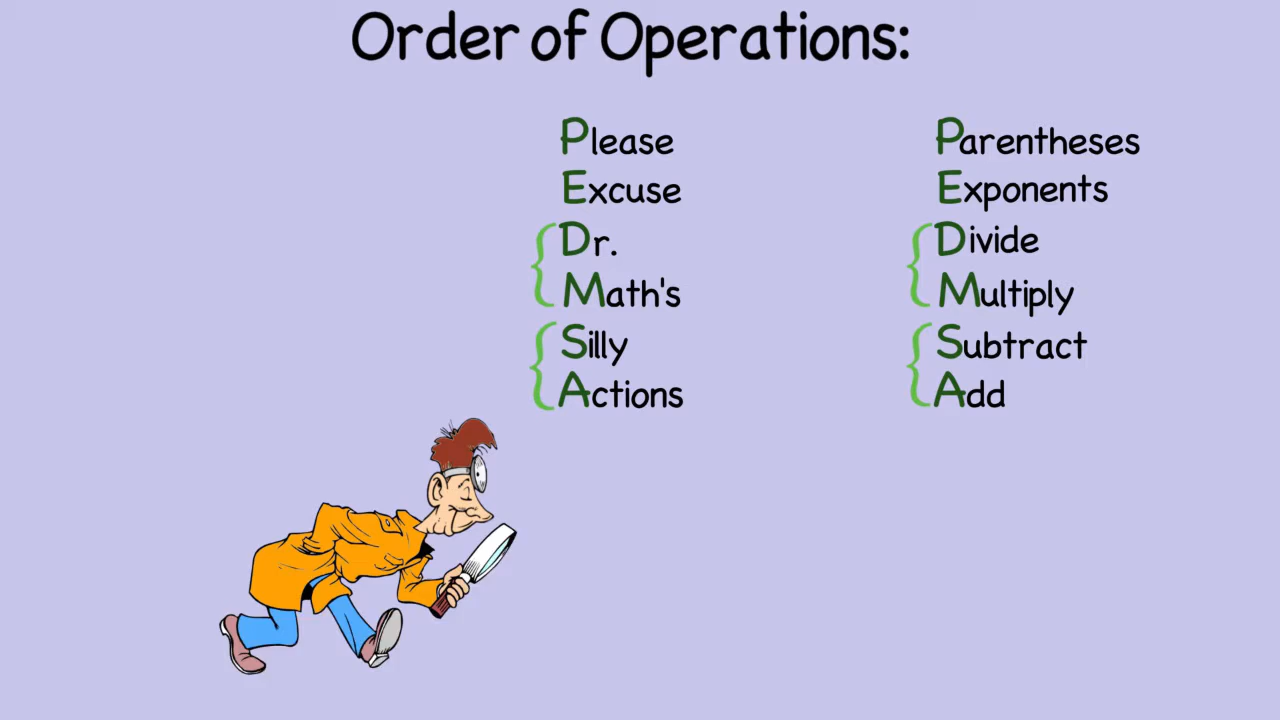 Order of Operations:
Please
Excuse
Dr.
Math's
Silly
Actions
Parentheses
Exponents
Divide
Multiply
Subtract
Add